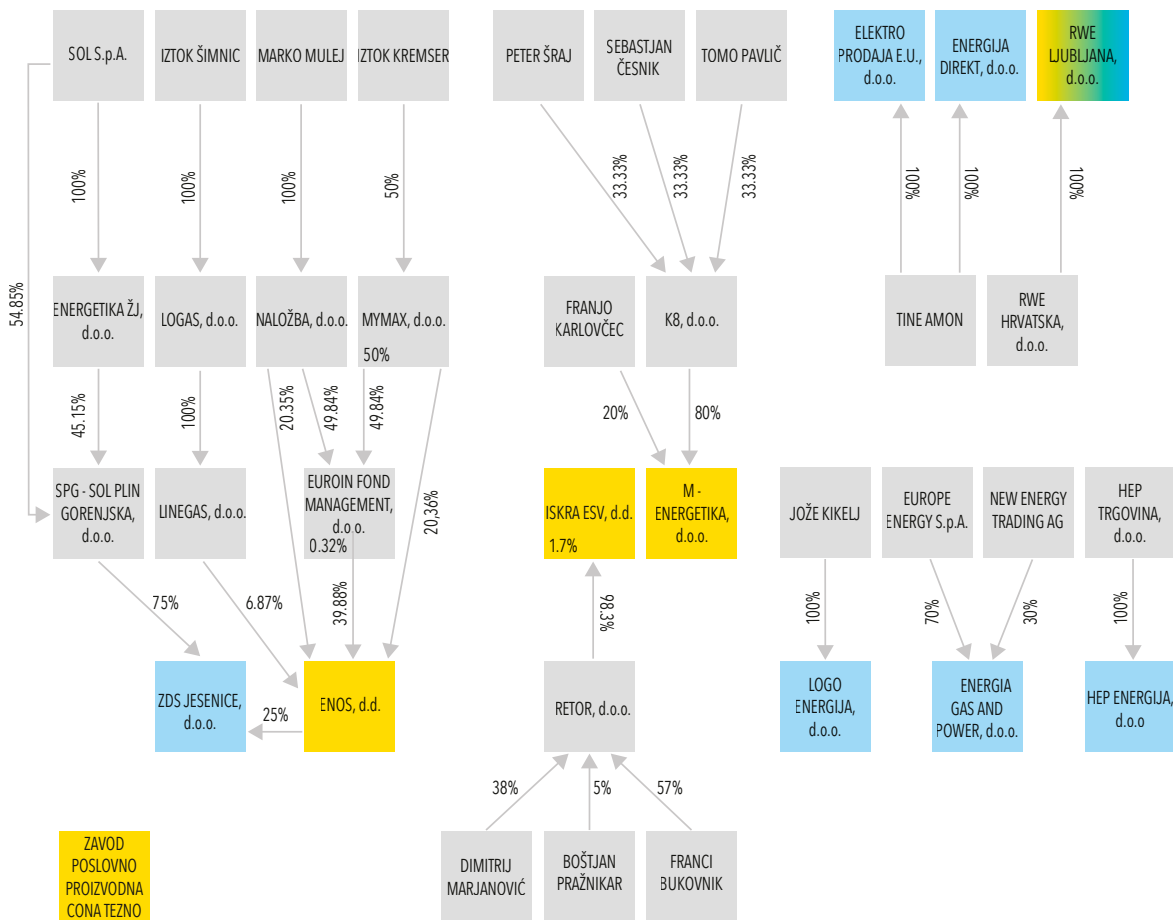 SOL S.p.A.
IZTOK ŠIMNIC
MARKO MULEJ
IZTOK KREMSER
PETER ŠRAJ
SEBASTJAN
ČESNIK
TOMO PAVLIČ
ELEKTRO
PRODAJA E.U.,
d.o.o.
ENERGIJA
DIREKT, d.o.o.
RWE
LJUBLJANA,
d.o.o.
100%
100%
100%
50%
33.33%
33.33%
33.33%
100%
100%
100%
54.85%
ENERGETIKA ŽJ,
d.o.o.
LOGAS, d.o.o.
NALOŽBA, d.o.o.
MYMAX, d.o.o.
50%
FRANJO
KARLOVČEC
K8, d.o.o.
TINE AMON
RWE
HRVATSKA,
d.o.o.
45.15%
100%
20.35%
49.84%
49.84%
20,36%
20%
80%
SPG - SOL PLIN
GORENJSKA,
d.o.o.
LINEGAS, d.o.o.
EUROIN FOND
MANAGEMENT,
d.o.o.
0.32%
ISKRA ESV, d.d.
1.7%
M -
ENERGETIKA,
d.o.o.
JOŽE KIKELJ
EUROPE
ENERGY S.p.A.
NEW ENERGY
TRADING AG
HEP
TRGOVINA,
d.o.o.
75%
6.87%
39.88%
98.3%
100%
70%
30%
100%
ZDS JESENICE,
d.o.o.
25%
ENOS, d.d.
RETOR, d.o.o.
LOGO
ENERGIJA,
d.o.o.
ENERGIA
GAS AND
POWER, d.o.o.
HEP ENERGIJA,
d.o.o
38%
5%
57%
ZAVOD
POSLOVNO
PROIZVODNA
CONA TEZNO
DIMITRIJ
MARJANOVIĆ
BOŠTJAN
PRAŽNIKAR
FRANCI
BUKOVNIK